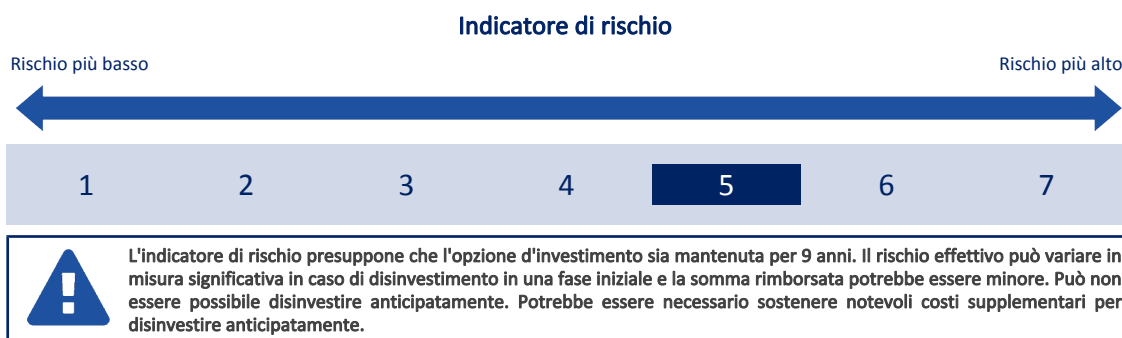 Indicatore di rischio
Rischio più basso
Rischio più alto
1 2 3 4 5 6 7
L'indicatore di rischio presuppone che l'opzione d'investimento sia mantenuta per 9 anni. Il rischio effettivo può variare in
misura significativa in caso di disinvestimento in una fase iniziale e la somma rimborsata potrebbe essere minore. Può non
essere possibile disinvestire anticipatamente. Potrebbe essere necessario sostenere notevoli costi supplementari per
disinvestire anticipatamente.